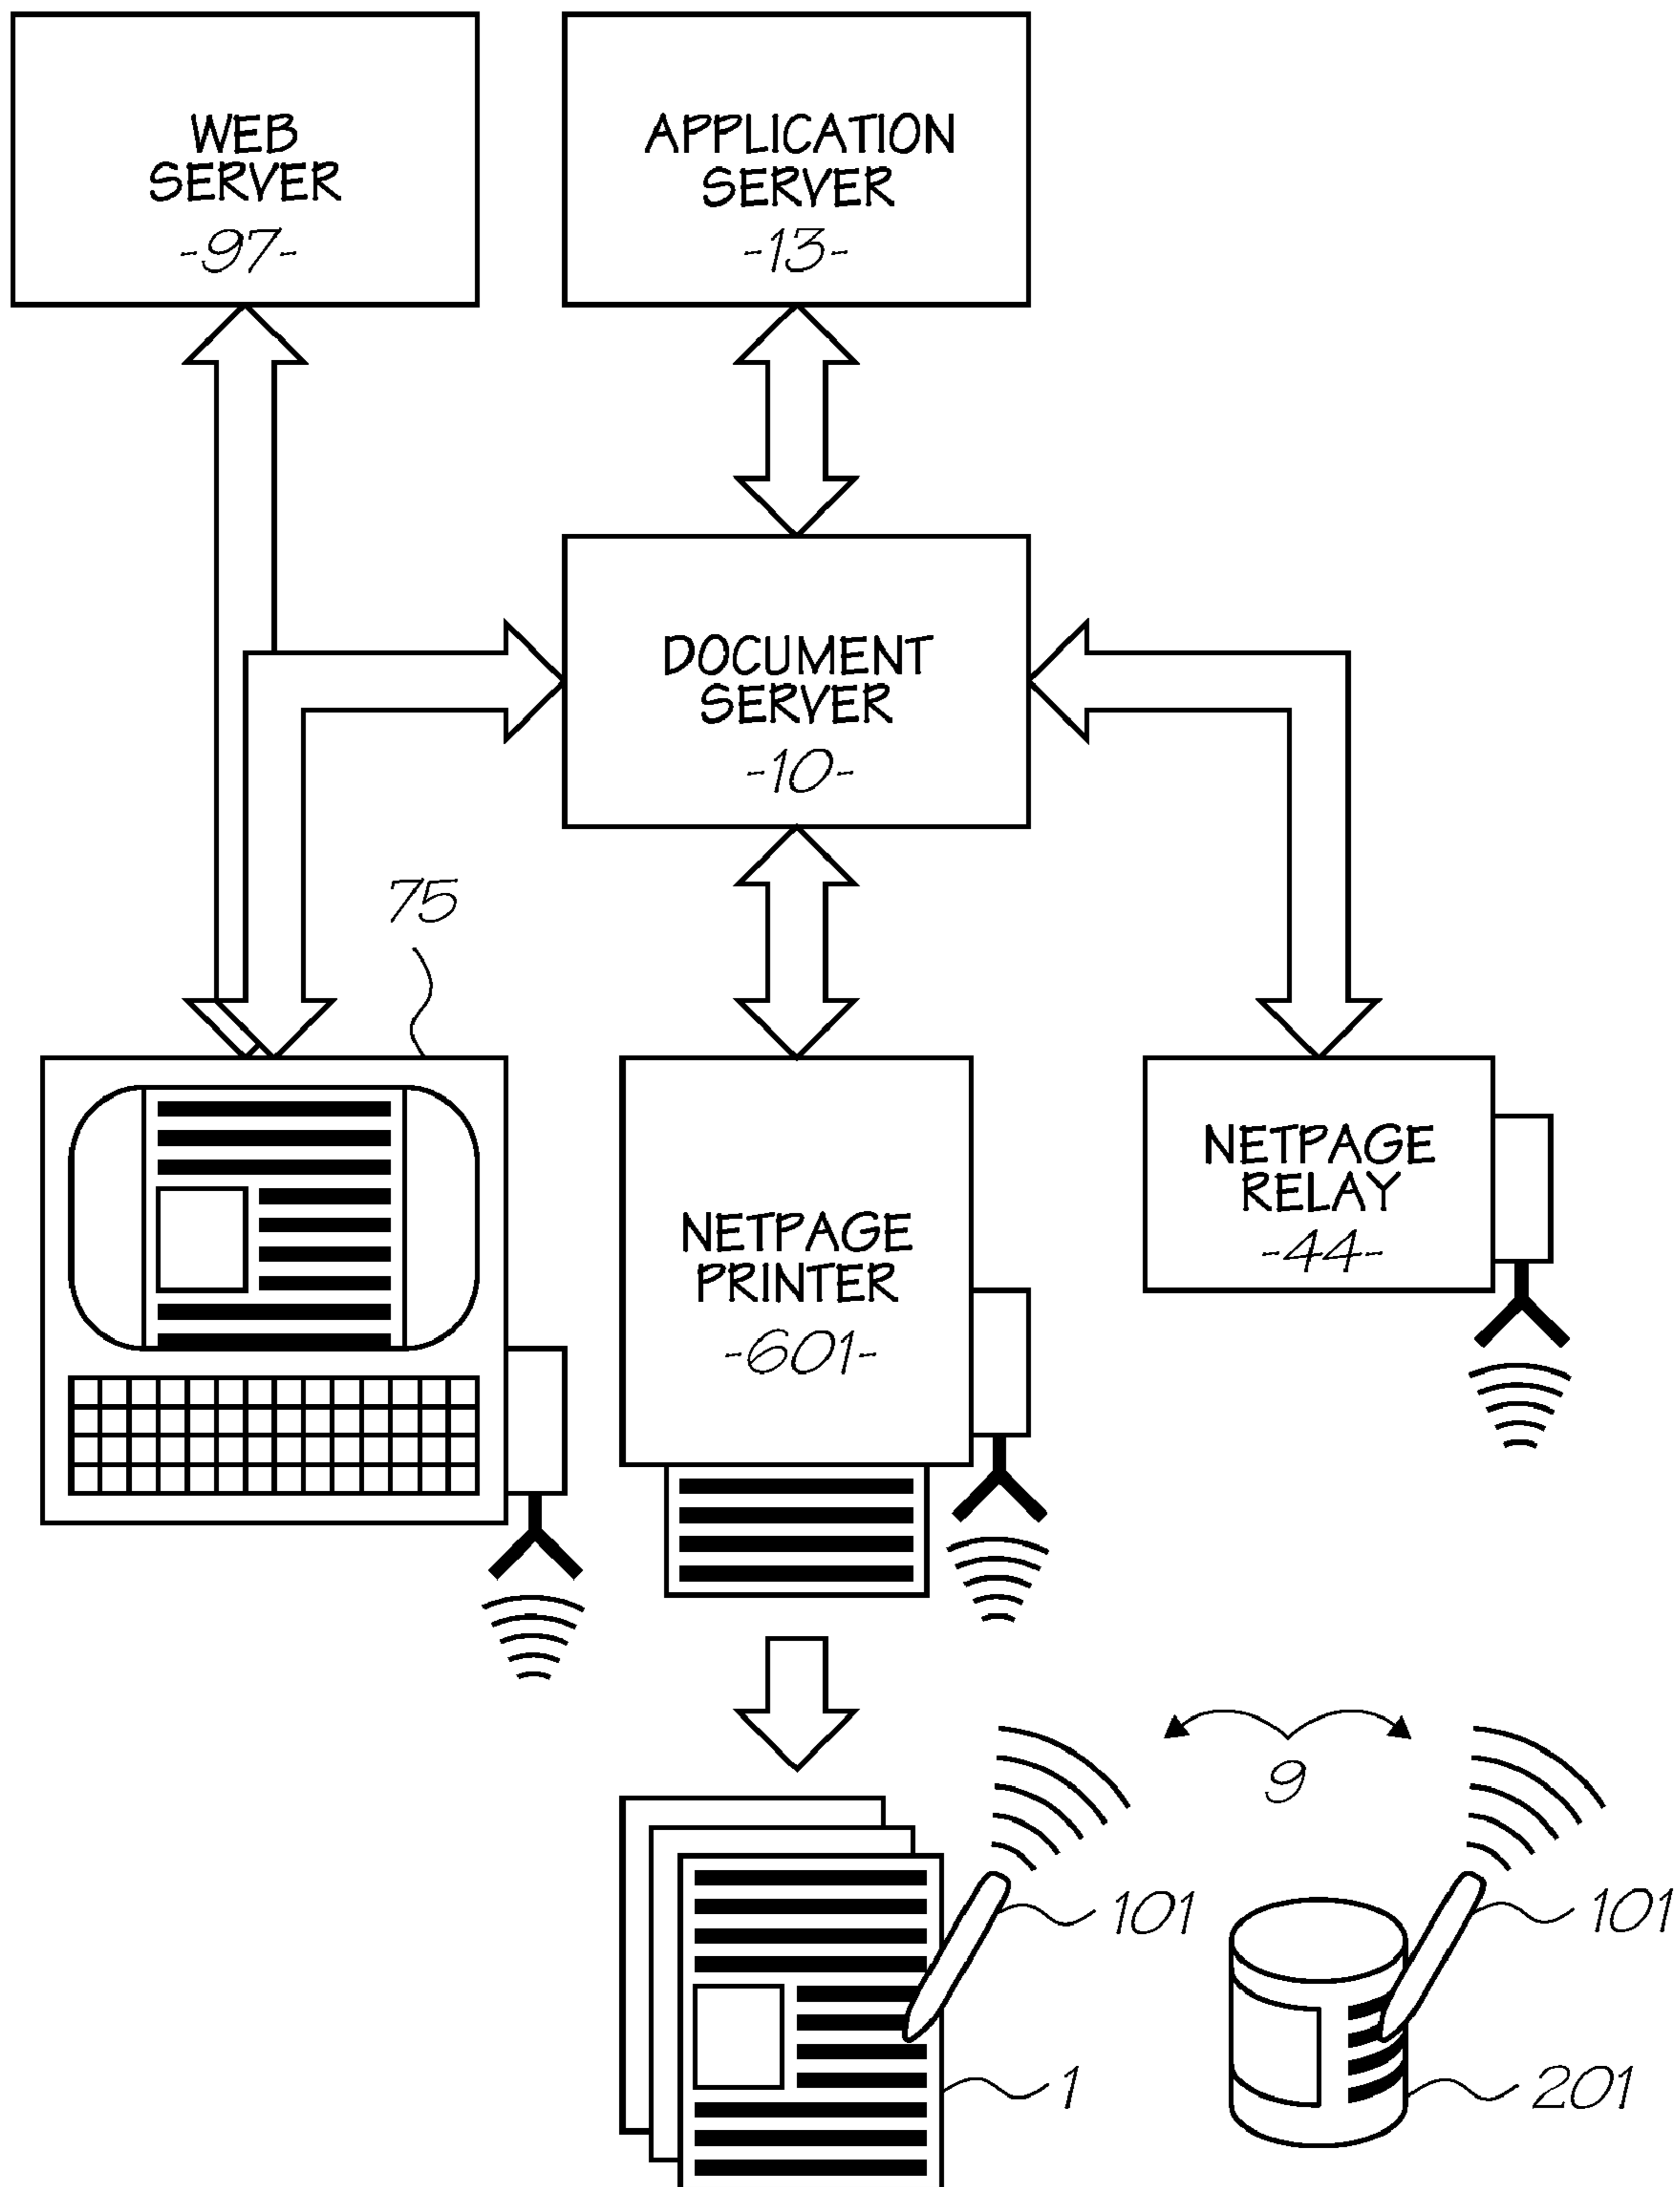 WEB
SERVER
-97-
APPLICATION
SERVER
-13-
DOCUMENT
SERVER
-10-
75
NETPAGE
PRINTER
-601-
NETPAGE
RELAY
-44-
9
101
101
1
201